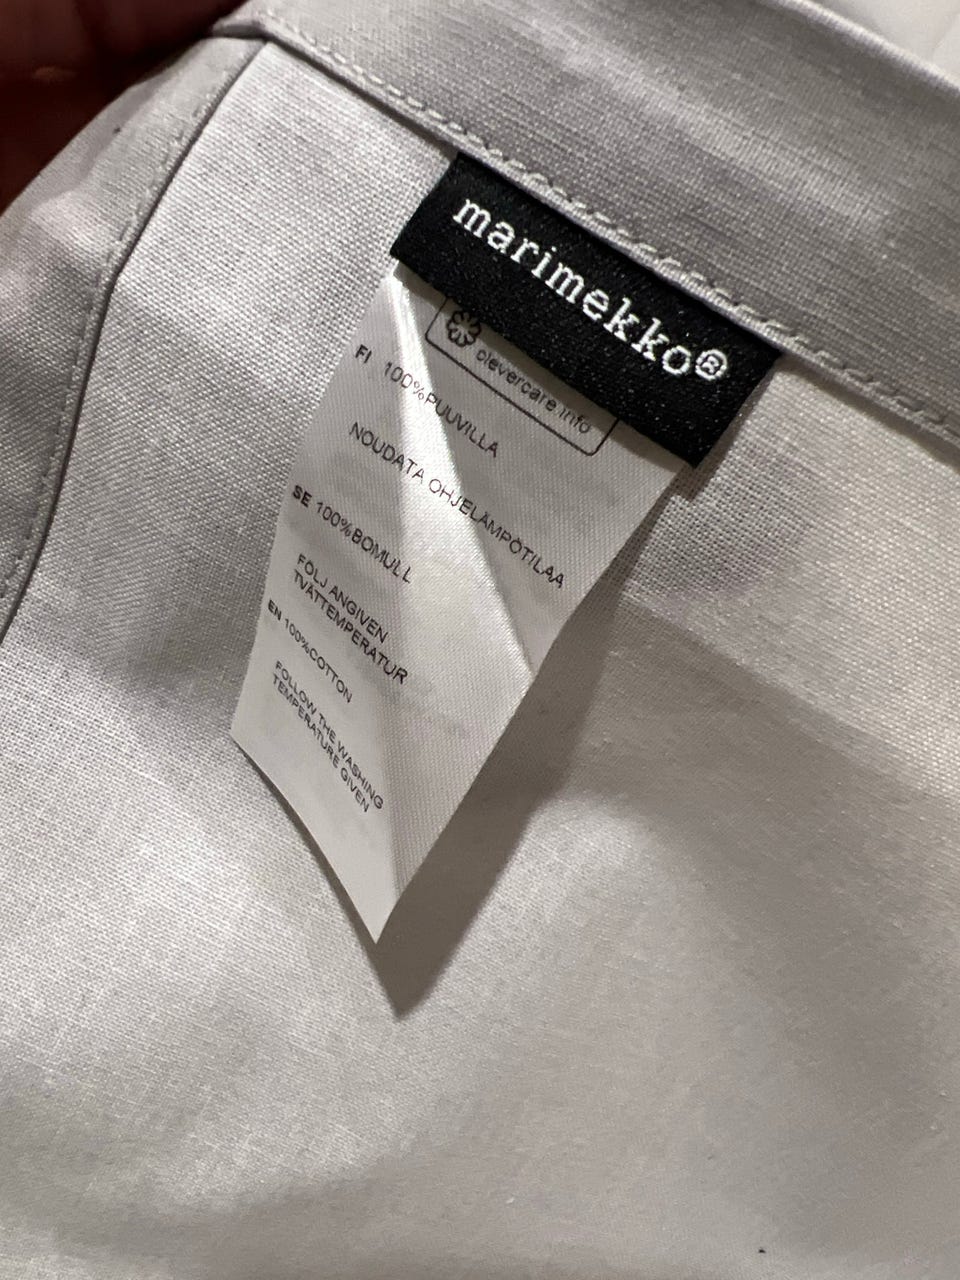 marimekko®
clevercare.info
FI 100%PUUVILLA
NOUDATA OHJELÄMPÖTILAA
SE 100%BOMULL
FÖLJ ANGIVEN
TVÄTTEMPERATUR
EN 100%COTTON
FOLLOW THE WASHING
TEMPERATURE GIVEN